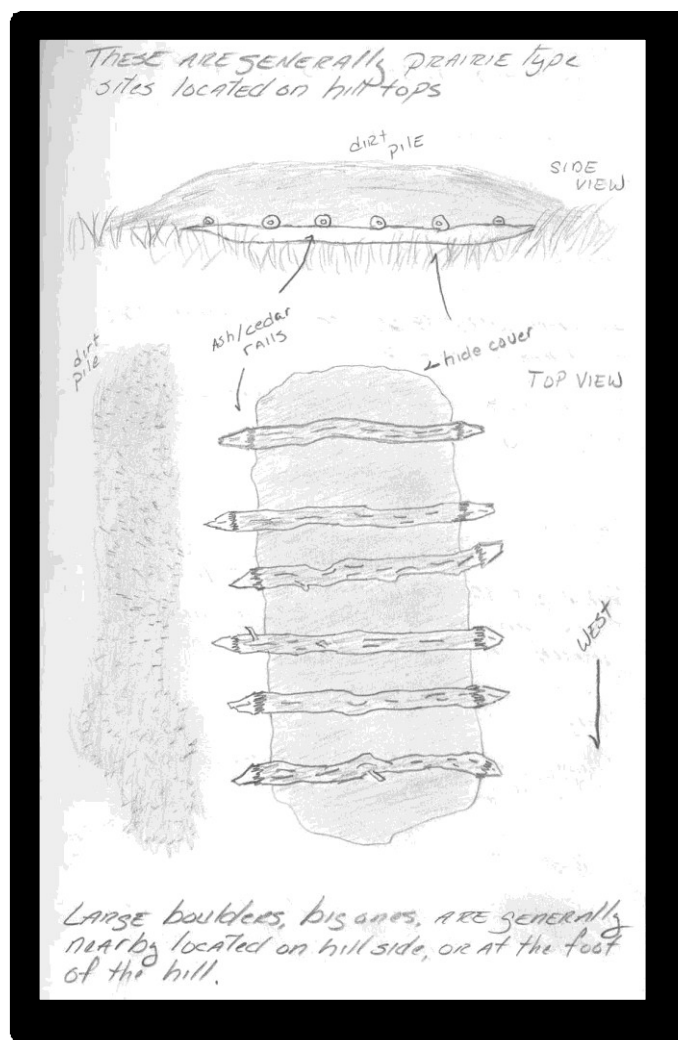 THESE ARE GENERALLY PRAIRIE type
sites located on hill tops
dirt
pile
SIDE
VIEW
Ash/cedar
rails
dirt
pile
hide cover
TOP VIEW
WEST
LARGE boulders, big ones, ARE GENERALLY
nearby located on hill side, or at the foot
of the hill.